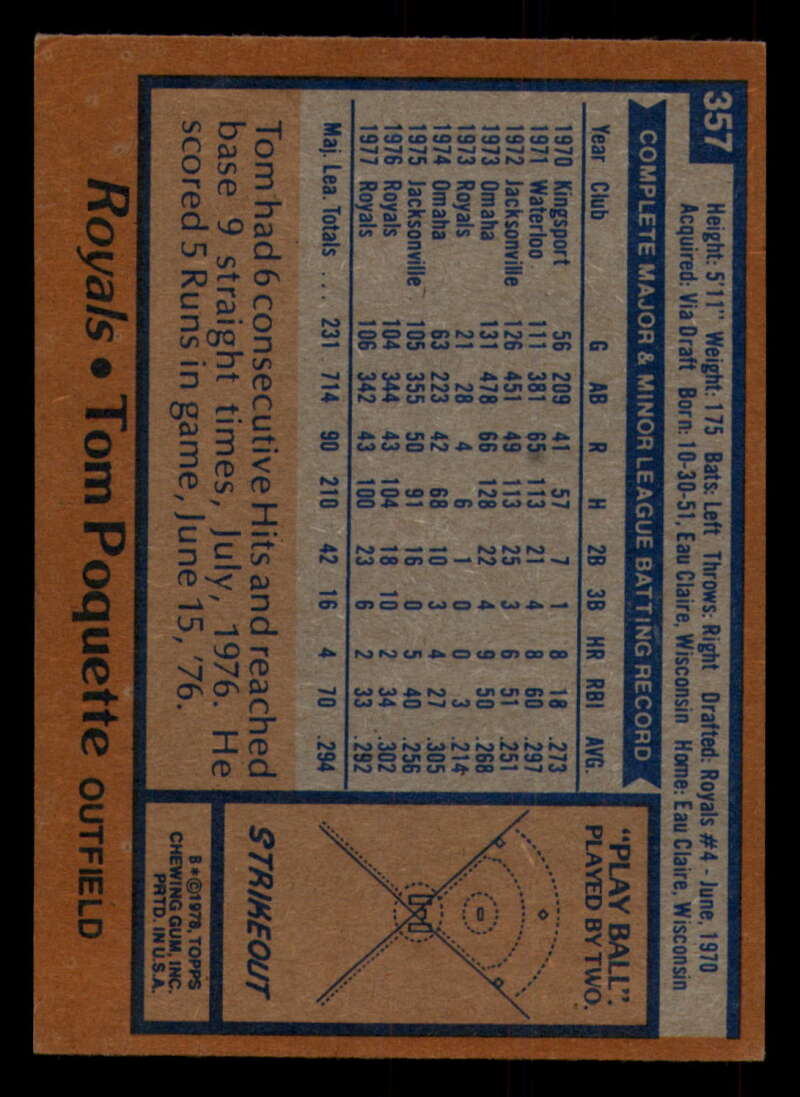 357
Height: 5'11" Weight: 175 Bats: Left Throws: Right Drafted: Royals #4 - June, 1970
Acquired: Via Draft Born: 10-30-51, Eau Claire, Wisconsin Home: Eau Claire, Wisconsin
COMPLETE MAJOR & MINOR LEAGUE BATTING RECORD
Year Club G AB R H 2B 3B HR RBI AVG.
1970 Kingsport 56 209 41 57 7 1 8 18 .273
1971 Waterloo . 111 381 65 113 21 4 8 60 .297
1972 Jacksonville 126 451 49 113 25 3 6 51 .251
1973 Omaha 131 478 66 128 22 4 9 50 .268
1973 Royals 21 28 4 6 1 0 0 3 .214
1974 Omaha 63 223 42 68 10 3 4 27 .305
1975 Jacksonville . 105 355 50 91 16 0 5 40 .256
1976 Royals 104 344 43 104 18 10 2 34 .302
1977 Royals 106 342 43 100 23 6 2 33 .292
Maj. Lea. Totals ... 231 714 90 210 42 16 4 70 .294
Tom had 6 consecutive Hits and reached
base 9 straight times, July, 1976. He
scored 5 Runs in game, June 15, '76.
"PLAY BALL".
PLAYED BY TWO.
STRIKEOUT
B*©1978, TOPPS
CHEWING GUM, INC.
PRTD. IN U.S.A.
Royals • Tom Poquette OUTFIELD